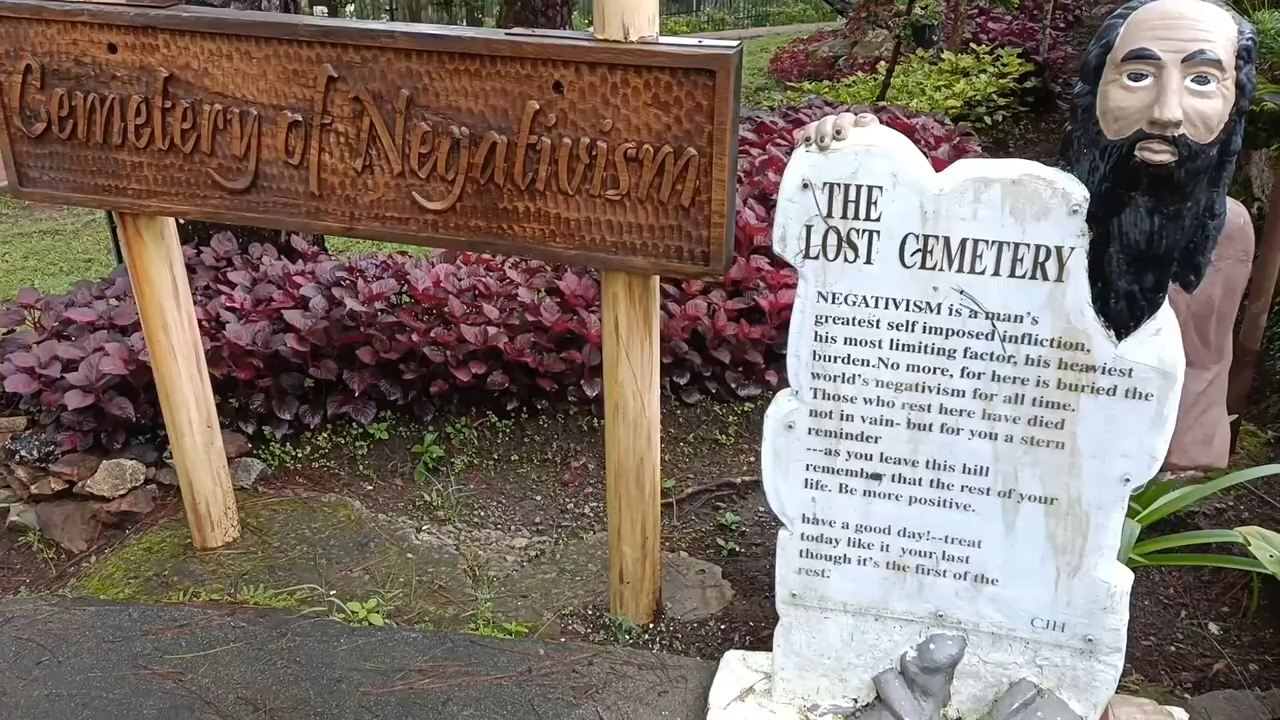 Cemetery of Negativism
THE
LOST CEMETERY
NEGATIVISM is a man's
greatest self imposed infliction,
his most limiting factor, his heaviest
burden.No more, for here is buried the
world's negativism for all time.
Those who rest here have died
not in vain- but for you a stern
reminder
---as you leave this hill
remember that the rest of your
life. Be more positive.
have a good day!--treat
today like it your last
though it's the first of the
rest.
CJH